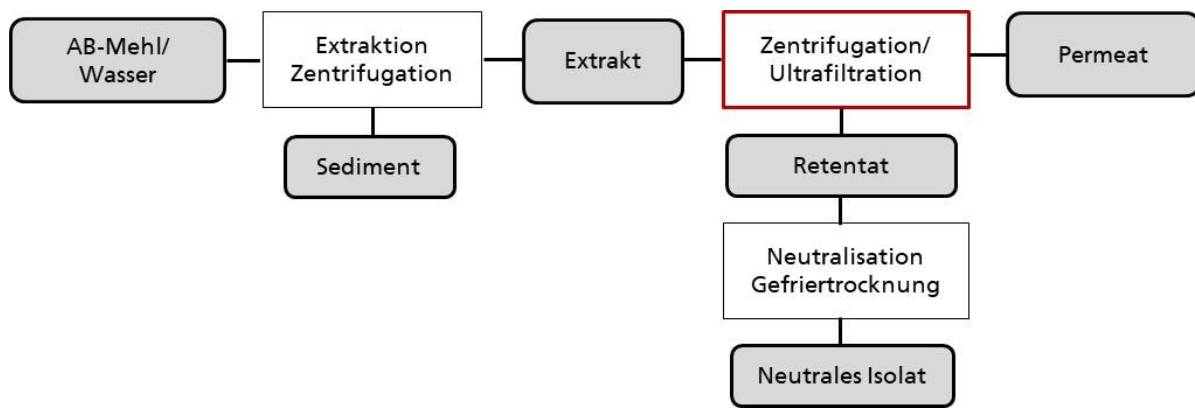 AB-Mehl/
Wasser
Extraktion
Zentrifugation
Extrakt
Zentrifugation/
Ultrafiltration
Permeat
Sediment
Retentat
Neutralisation
Gefriertrocknung
Neutrales Isolat